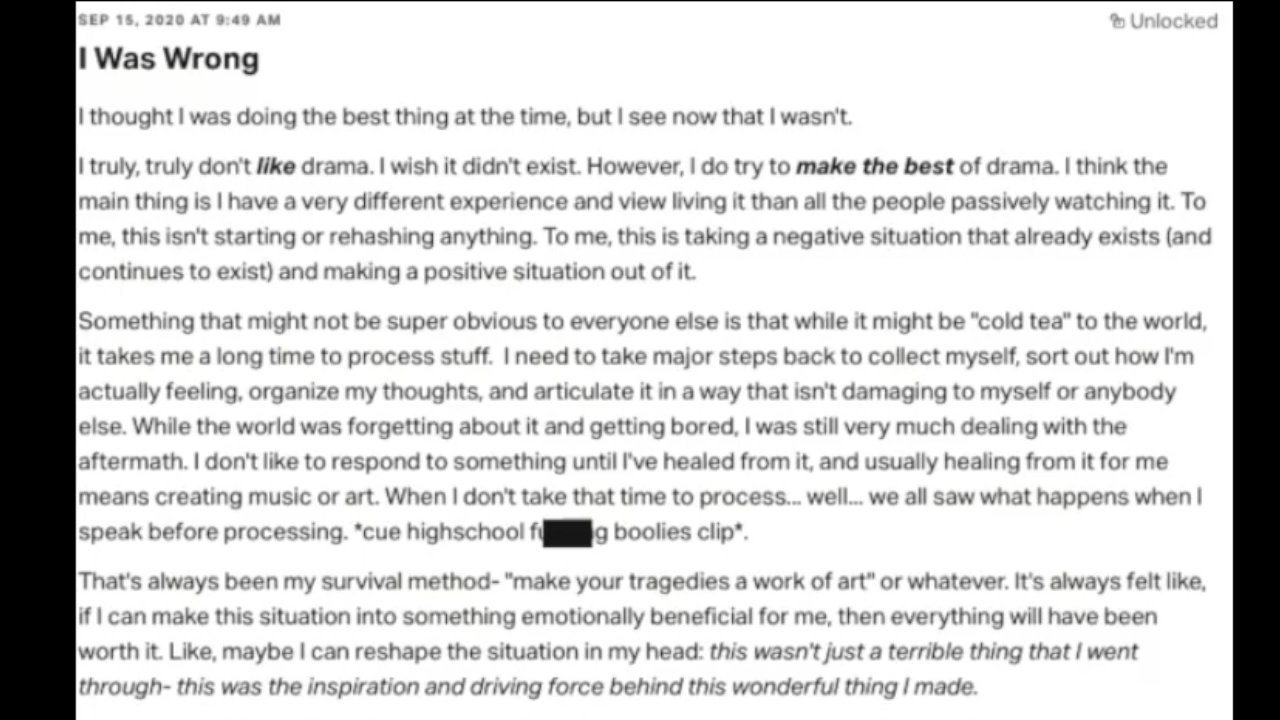 SEP 15, 2020 AT 9:49 AM
Unlocked
I Was Wrong
I thought I was doing the best thing at the time, but I see now that I wasn't.
I truly, truly don't like drama. I wish it didn't exist. However, I do try to make the best of drama. I think the
main thing is I have a very different experience and view living it than all the people passively watching it. To
me, this isn't starting or rehashing anything. To me, this is taking a negative situation that already exists (and
continues to exist) and making a positive situation out of it.
Something that might not be super obvious to everyone else is that while it might be "cold tea" to the world,
it takes me a long time to process stuff.  I need to take major steps back to collect myself, sort out how I'm
actually feeling, organize my thoughts, and articulate it in a way that isn't damaging to myself or anybody
else. While the world was forgetting about it and getting bored, I was still very much dealing with the
aftermath. I don't like to respond to something until I've healed from it, and usually healing from it for me
means creating music or art. When I don't take that time to process... well... we all saw what happens when I
speak before processing. *cue highschool f g boolies clip*.
That's always been my survival method- "make your tragedies a work of art" or whatever. It's always felt like,
if I can make this situation into something emotionally beneficial for me, then everything will have been
worth it. Like, maybe I can reshape the situation in my head: this wasn't just a terrible thing that I went
through- this was the inspiration and driving force behind this wonderful thing I made.